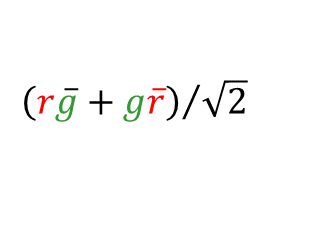 (rḡ + gr̄)/√2